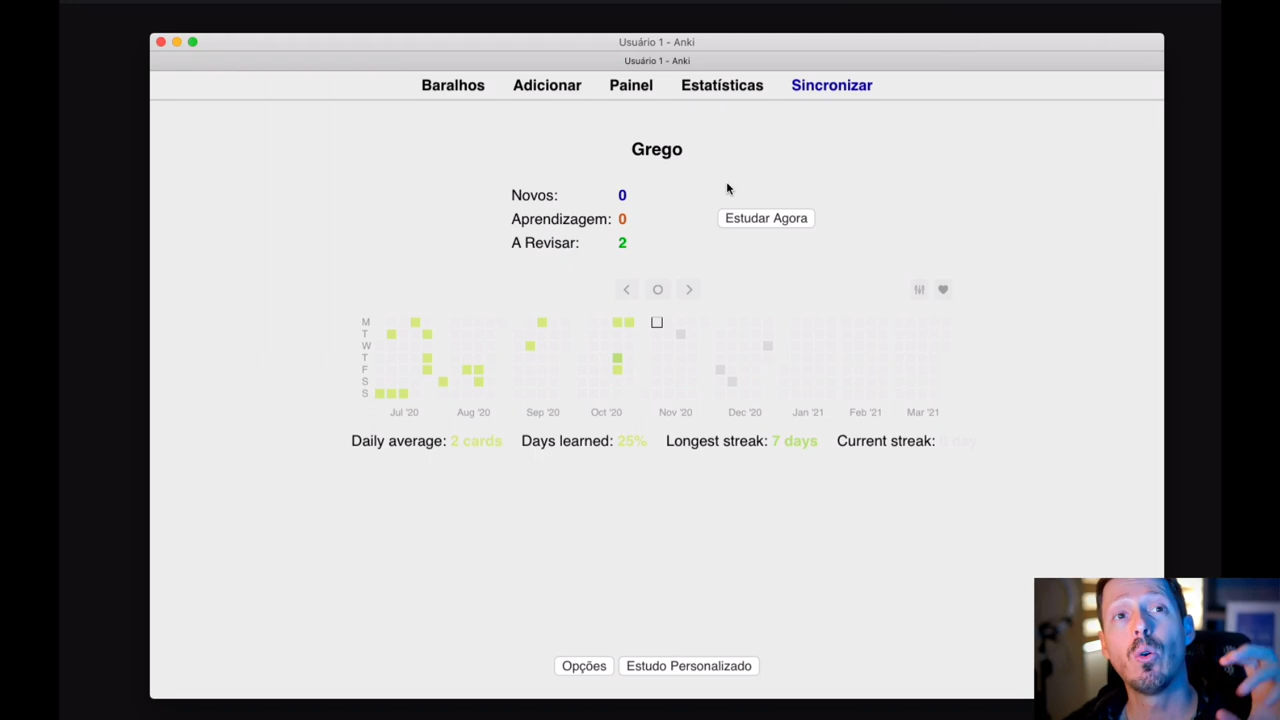 Usuário 1 - Anki
Usuário 1 - Anki
Baralhos Adicionar Painel Estatísticas Sincronizar
Grego
Novos: 0
Aprendizagem: 0
Estudar Agora
A Revisar: 2
M
T
W
T
F
S
S
Jul '20 Aug '20 Sep '20 Oct '20 Nov '20 Dec '20 Jan '21 Feb '21 Mar '21
Daily average: 2 cards Days learned: 25% Longest streak: 7 days Current streak:
Opções Estudo Personalizado